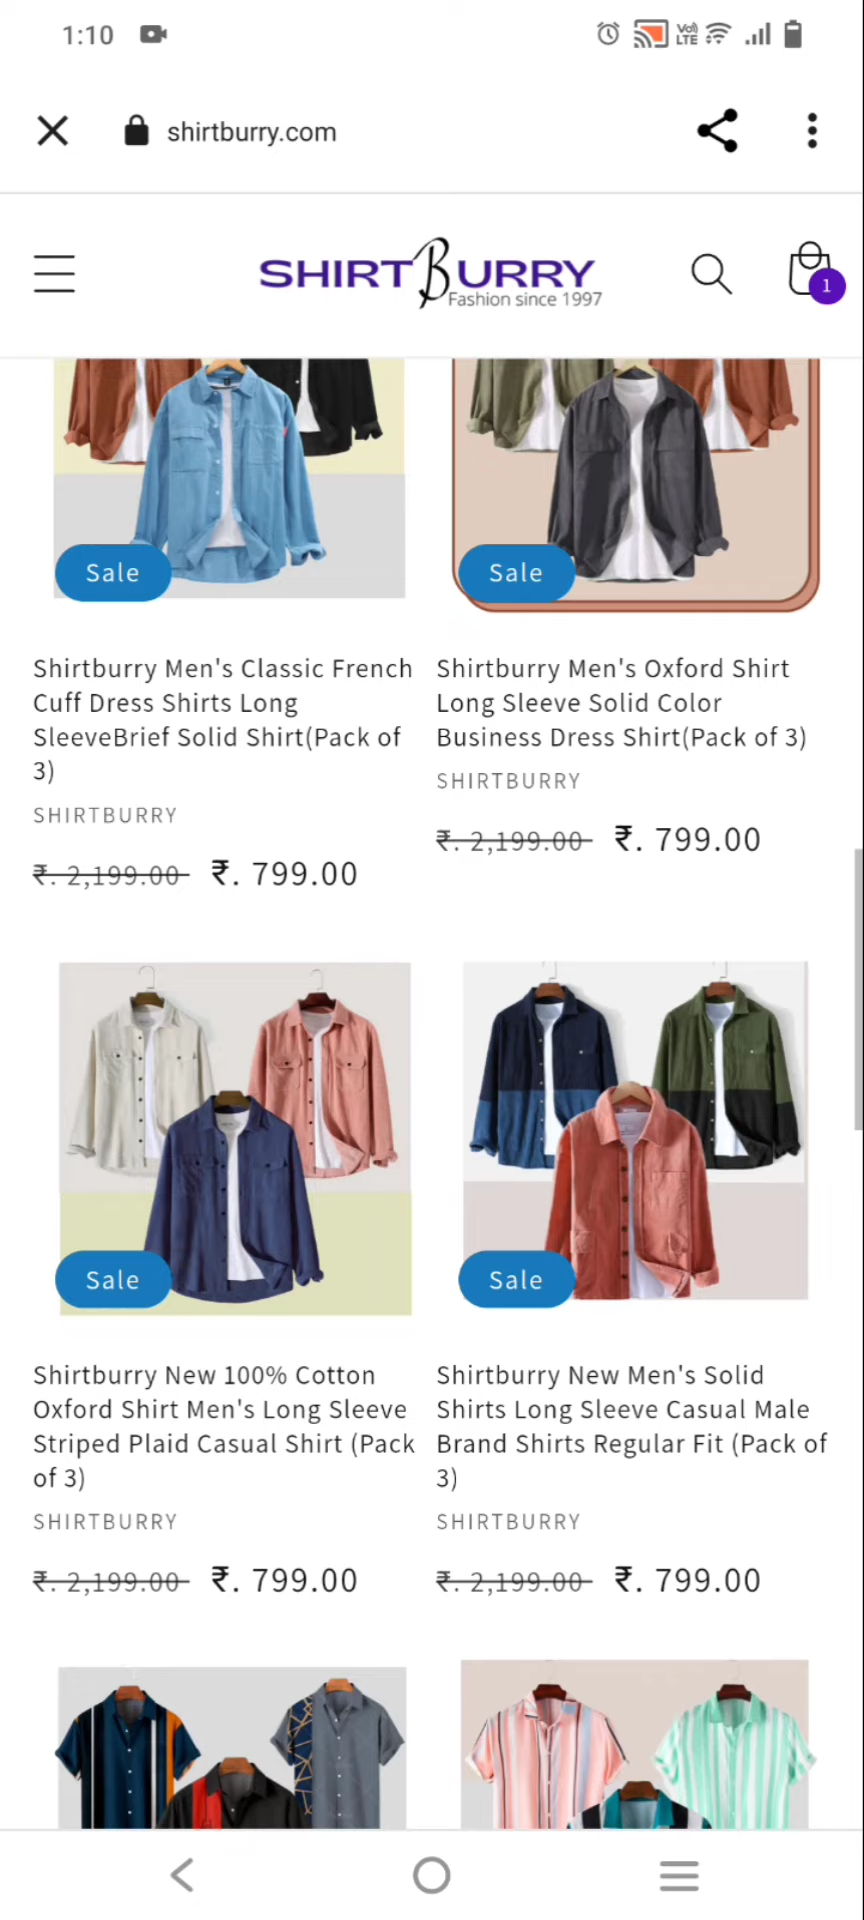 1:10
Vo)
LTE
shirtburry.com
SHIRTBURRY
Fashion since 1997
1
Sale
Sale
Shirtburry Men's Classic French
Cuff Dress Shirts Long
SleeveBrief Solid Shirt(Pack of
3)
SHIRTBURRY
₹. 2,199.00 ₹. 799.00
Shirtburry Men's Oxford Shirt
Long Sleeve Solid Color
Business Dress Shirt(Pack of 3)
SHIRTBURRY
₹. 2,199.00 ₹. 799.00
Sale
Sale
Shirtburry New 100% Cotton
Oxford Shirt Men's Long Sleeve
Striped Plaid Casual Shirt (Pack
of 3)
SHIRTBURRY
₹. 2,199.00 ₹. 799.00
Shirtburry New Men's Solid
Shirts Long Sleeve Casual Male
Brand Shirts Regular Fit (Pack of
3)
SHIRTBURRY
₹. 2,199.00 ₹. 799.00